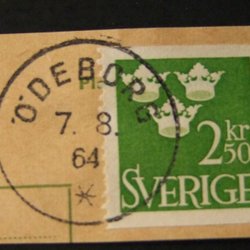 ÖDEBORG
7. 8.
64
*
2 kr
50
SVERIGE